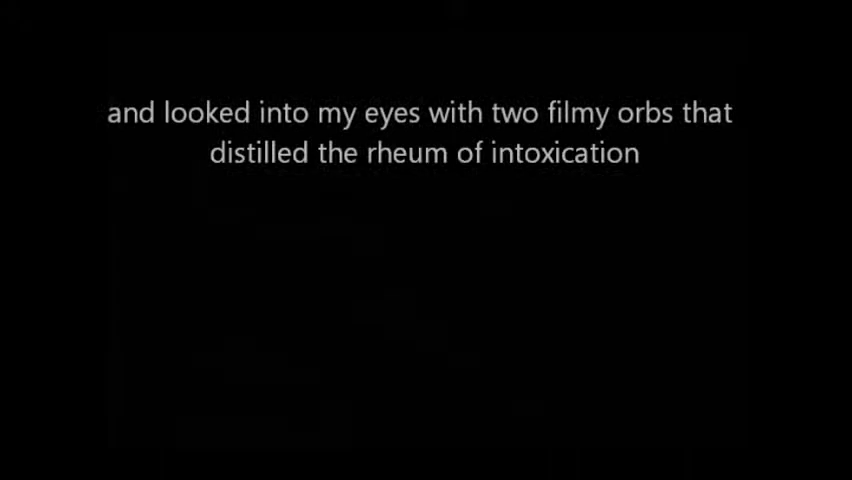 and looked into my eyes with two filmy orbs that
distilled the rheum of intoxication